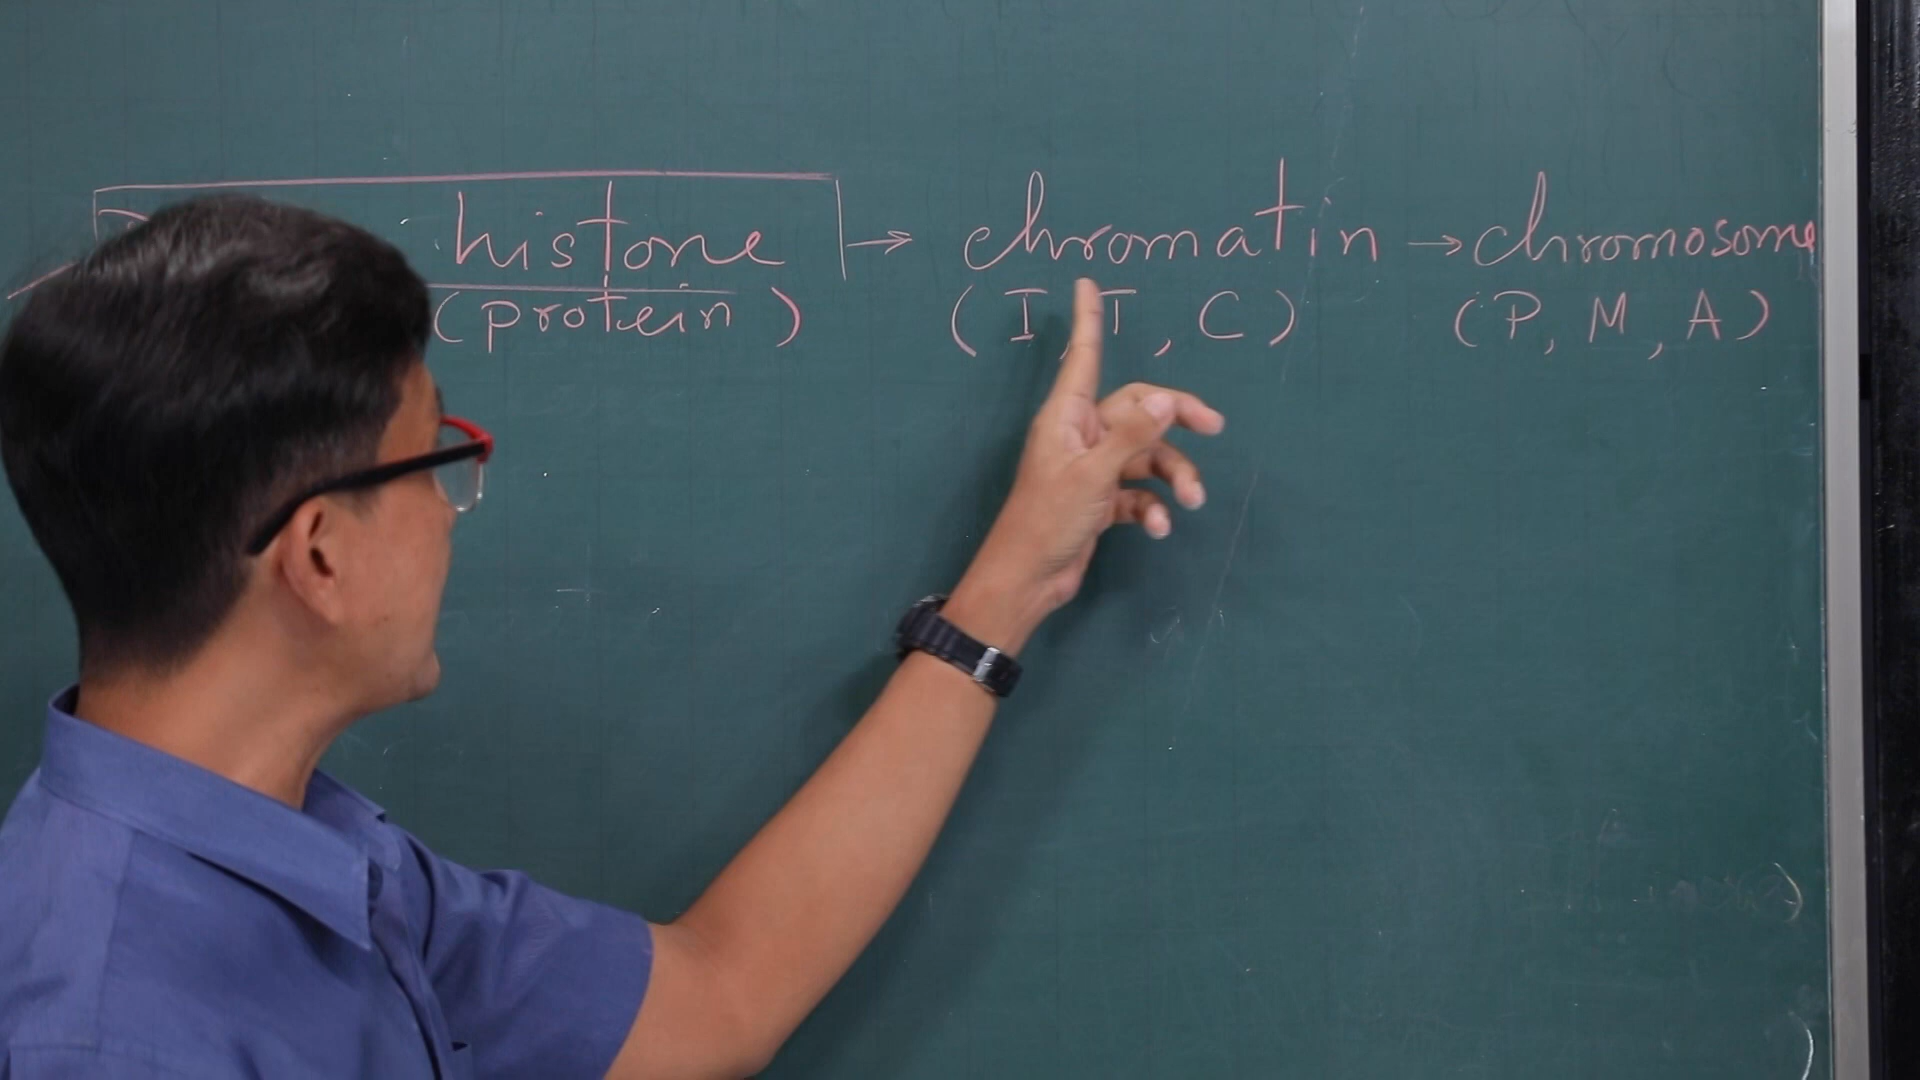 histone → chromatin → chromosome
(protein) (I, T, C) (P, M, A)